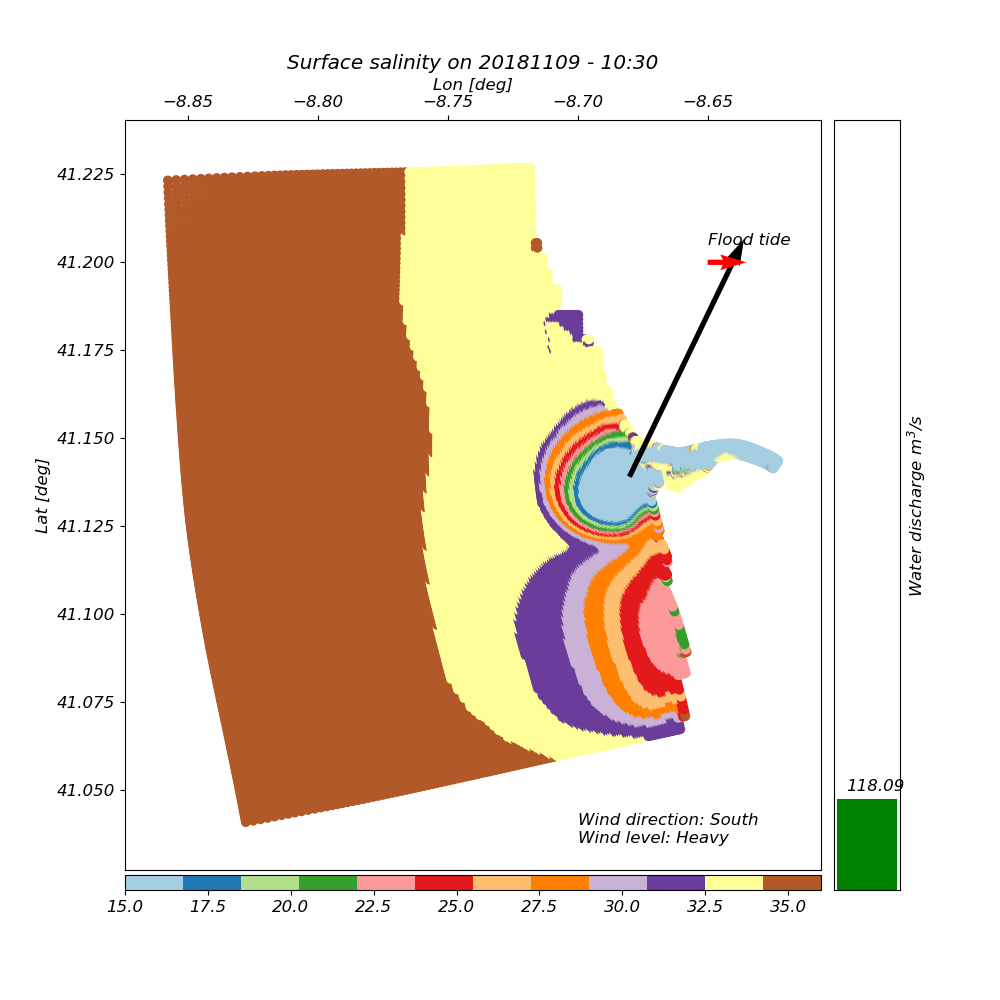 Surface salinity on 20181109 - 10:30
Lon [deg]
−8.85 −8.80 −8.75 −8.70 −8.65
41.225
41.200
41.175
41.150
41.125
41.100
41.075
41.050
Lat [deg]
Flood tide
Wind direction: South
Wind level: Heavy
118.09
Water discharge m³/s
15.0 17.5 20.0 22.5 25.0 27.5 30.0 32.5 35.0